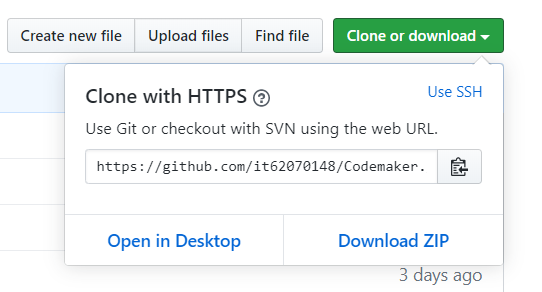 Create new file Upload files Find file Clone or download
Clone with HTTPS ? Use SSH
Use Git or checkout with SVN using the web URL.
https://github.com/it62070148/Codemaker.
Open in Desktop Download ZIP
3 days ago